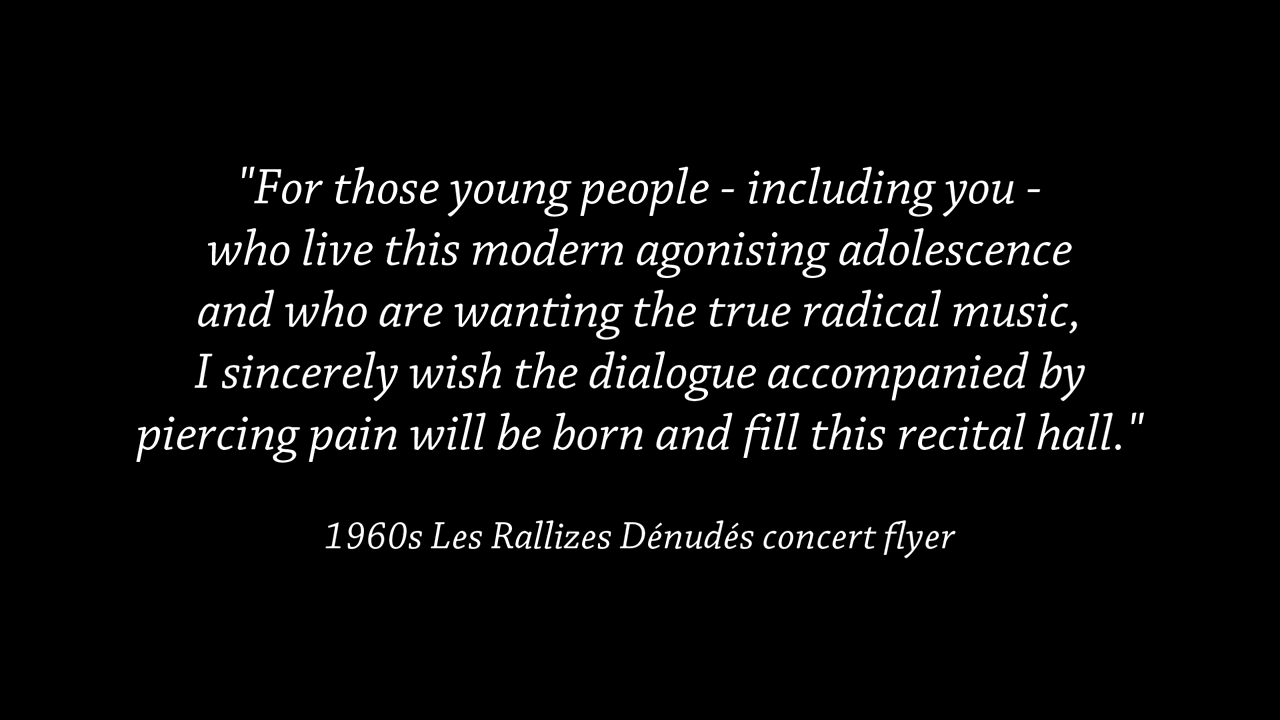 "For those young people - including you -
who live this modern agonising adolescence
and who are wanting the true radical music,
I sincerely wish the dialogue accompanied by
piercing pain will be born and fill this recital hall."
1960s Les Rallizes Dénudés concert flyer